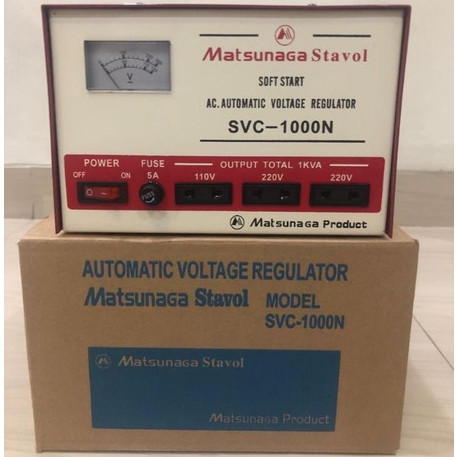 V
Matsunaga Stavol
SOFT START
AC. AUTOMATIC VOLTAGE REGULATOR
SVC-1000N
POWER FUSE OUTPUT TOTAL 1KVA
OFF ON 5A 110V 220V 220V
FUSE
Matsunaga Product
AUTOMATIC VOLTAGE REGULATOR
Matsunaga Stavol MODEL
SVC-1000N
Matsunaga Stavol
Matsunaga Product